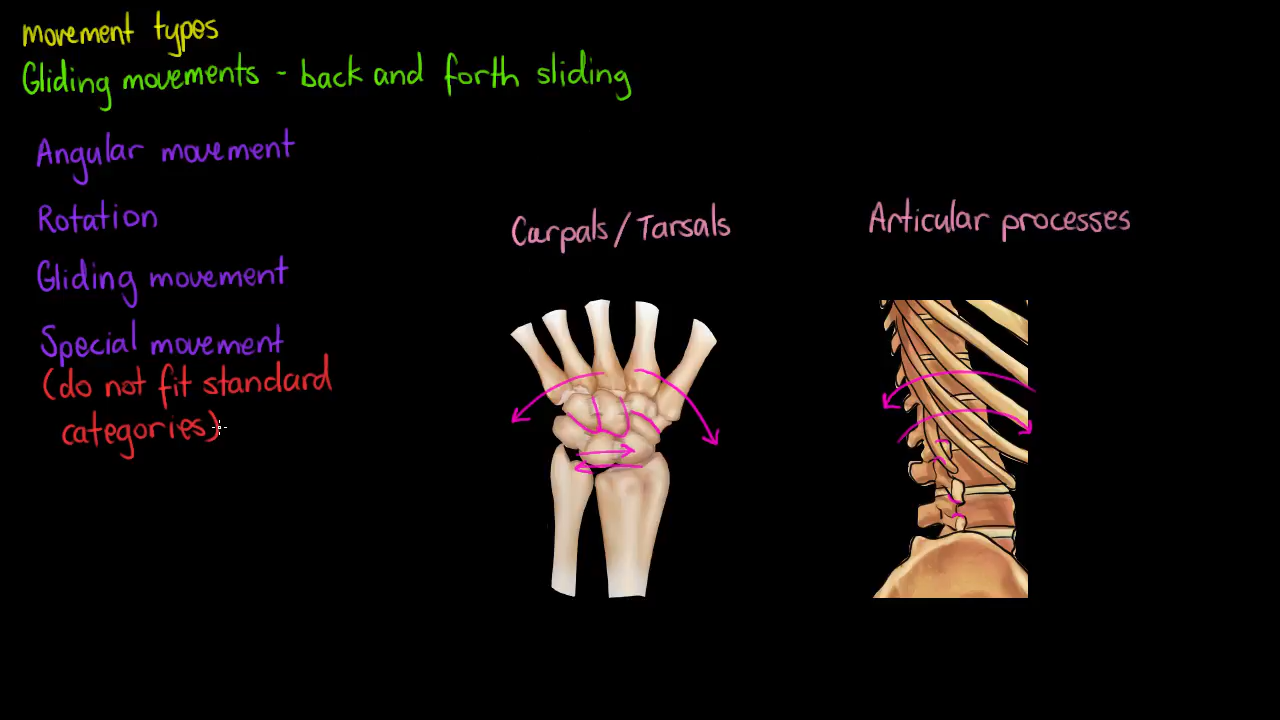 movement types
Gliding movements - back and forth sliding
Angular movement
Rotation
Gliding movement
Special movement
(do not fit standard
categories)
Carpals / Tarsals
Articular processes